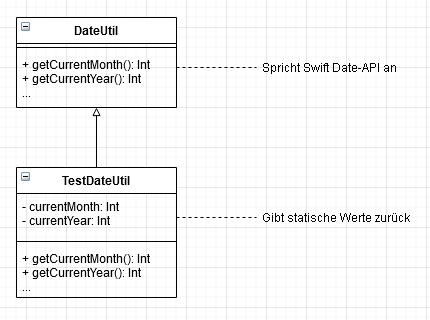 DateUtil
+ getCurrentMonth(): Int
+ getCurrentYear(): Int
...
Spricht Swift Date-API an
TestDateUtil
- currentMonth: Int
- currentYear: Int
Gibt statische Werte zurück
+ getCurrentMonth(): Int
+ getCurrentYear(): Int
...